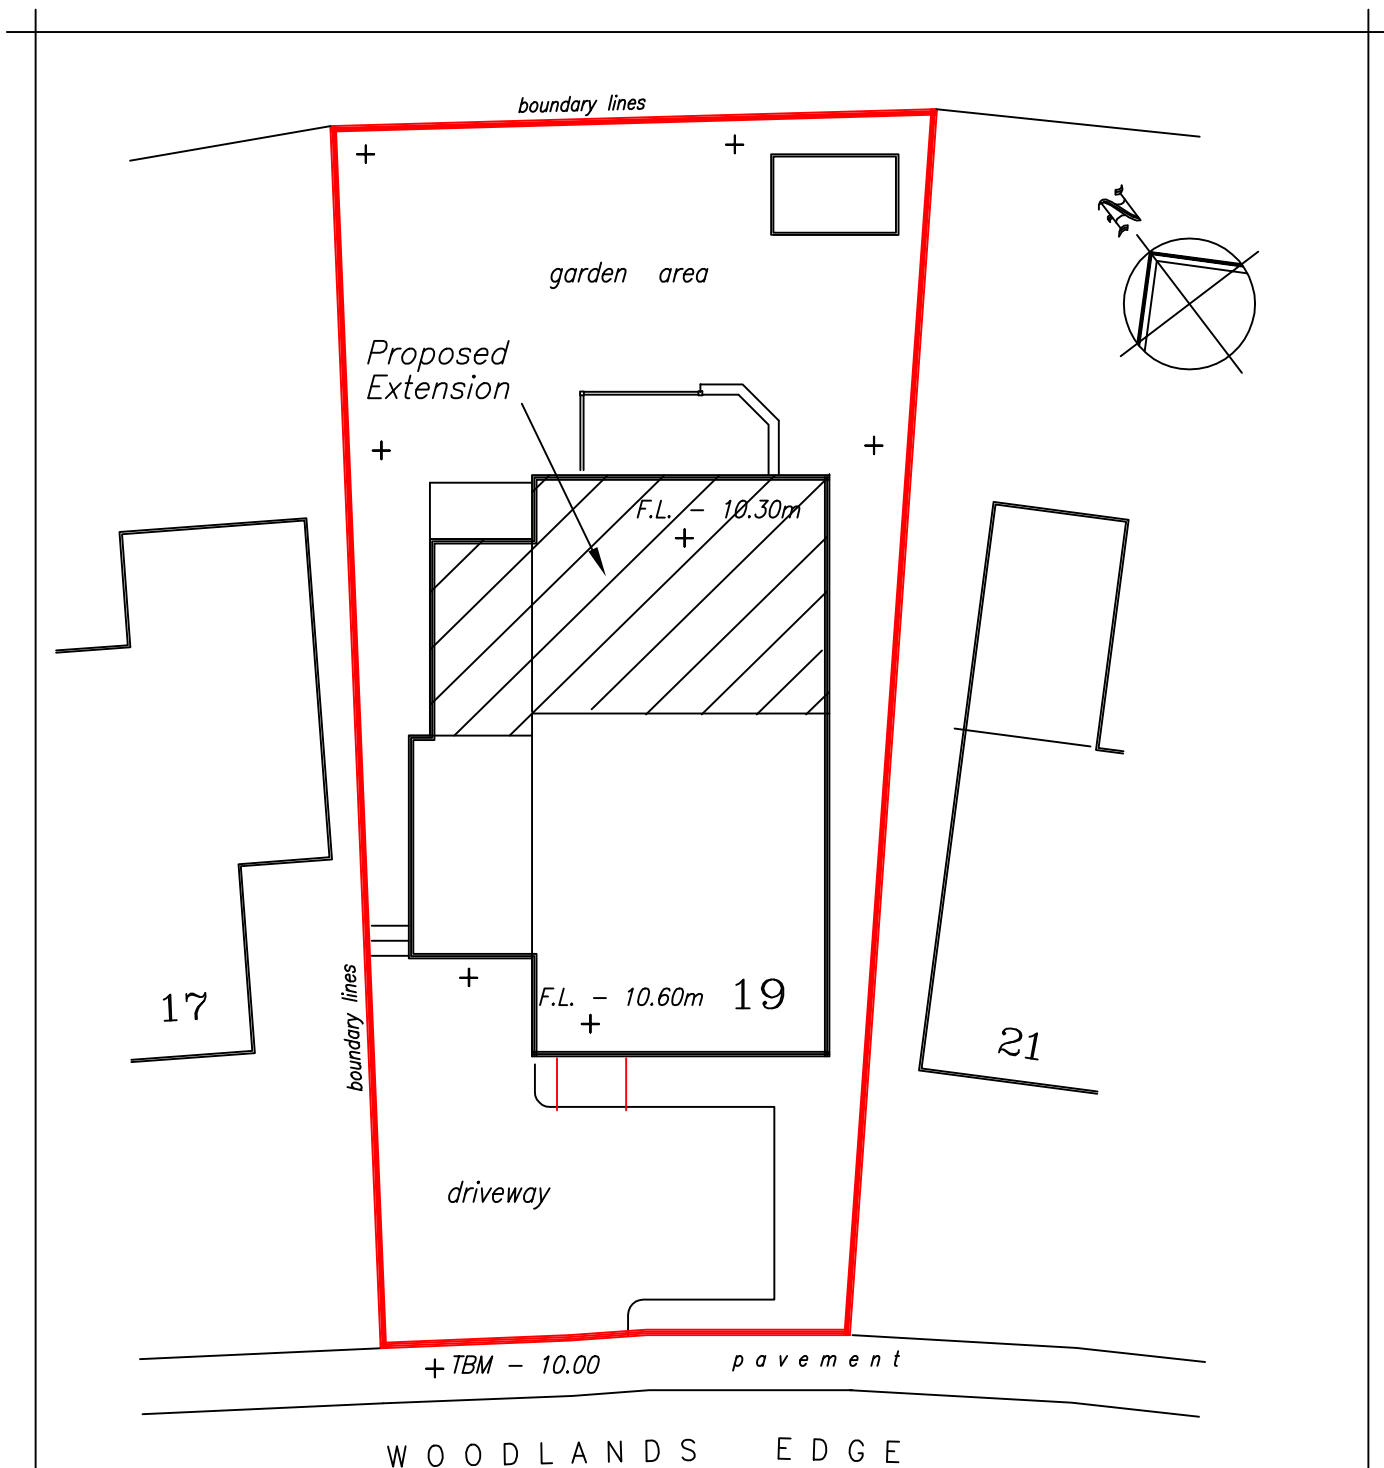 boundary lines
N
garden area
Proposed
Extension
F.L. - 10.30m
17
boundary lines
F.L. - 10.60m
19
21
driveway
TBM - 10.00
pavement
WOODLANDS EDGE